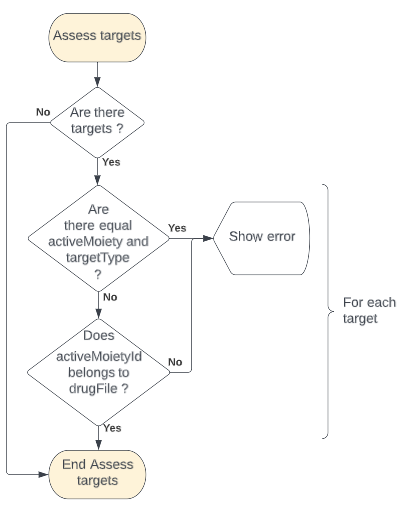 Assess targets
No
Are there
targets ?
Yes
Are
there equal
activeMoiety and
targetType
?
Yes
Show error
No
For each
target
Does
activeMoietyId
belongs to
drugFile ?
No
Yes
End Assess
targets